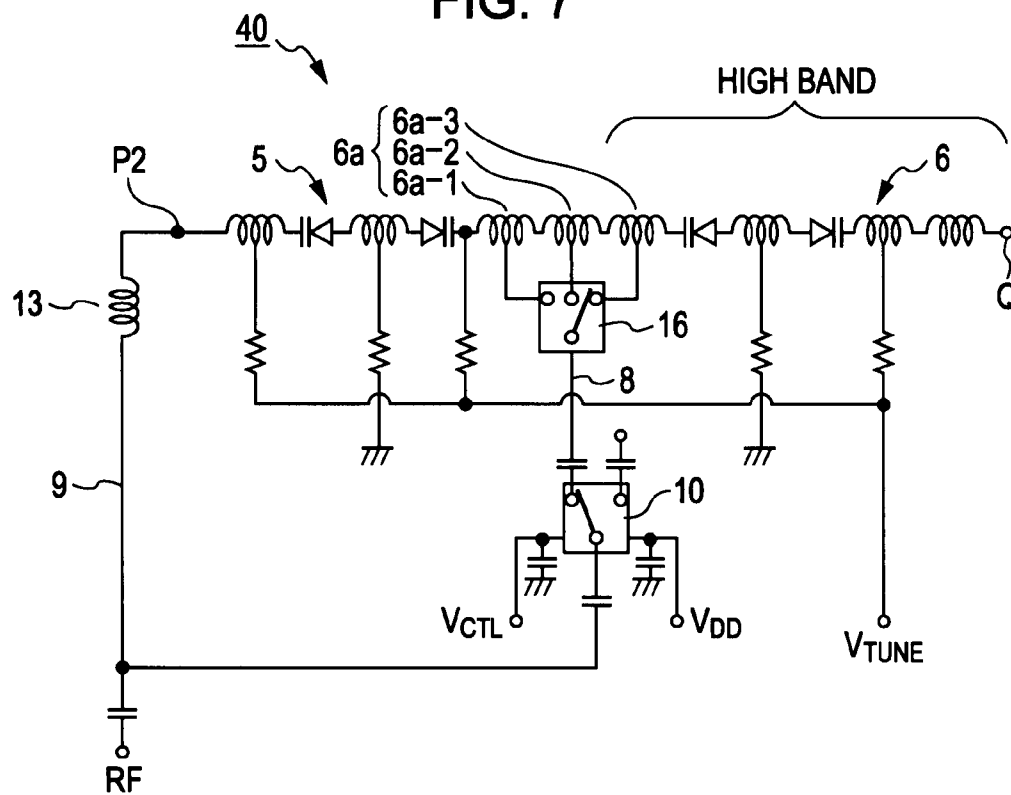 FIG. 7
40
HIGH BAND
6a-3
6a
6a-2
6a-1
P2
5
6
13
Q
16
8
9
10
VCTL
VDD
VTUNE
RF